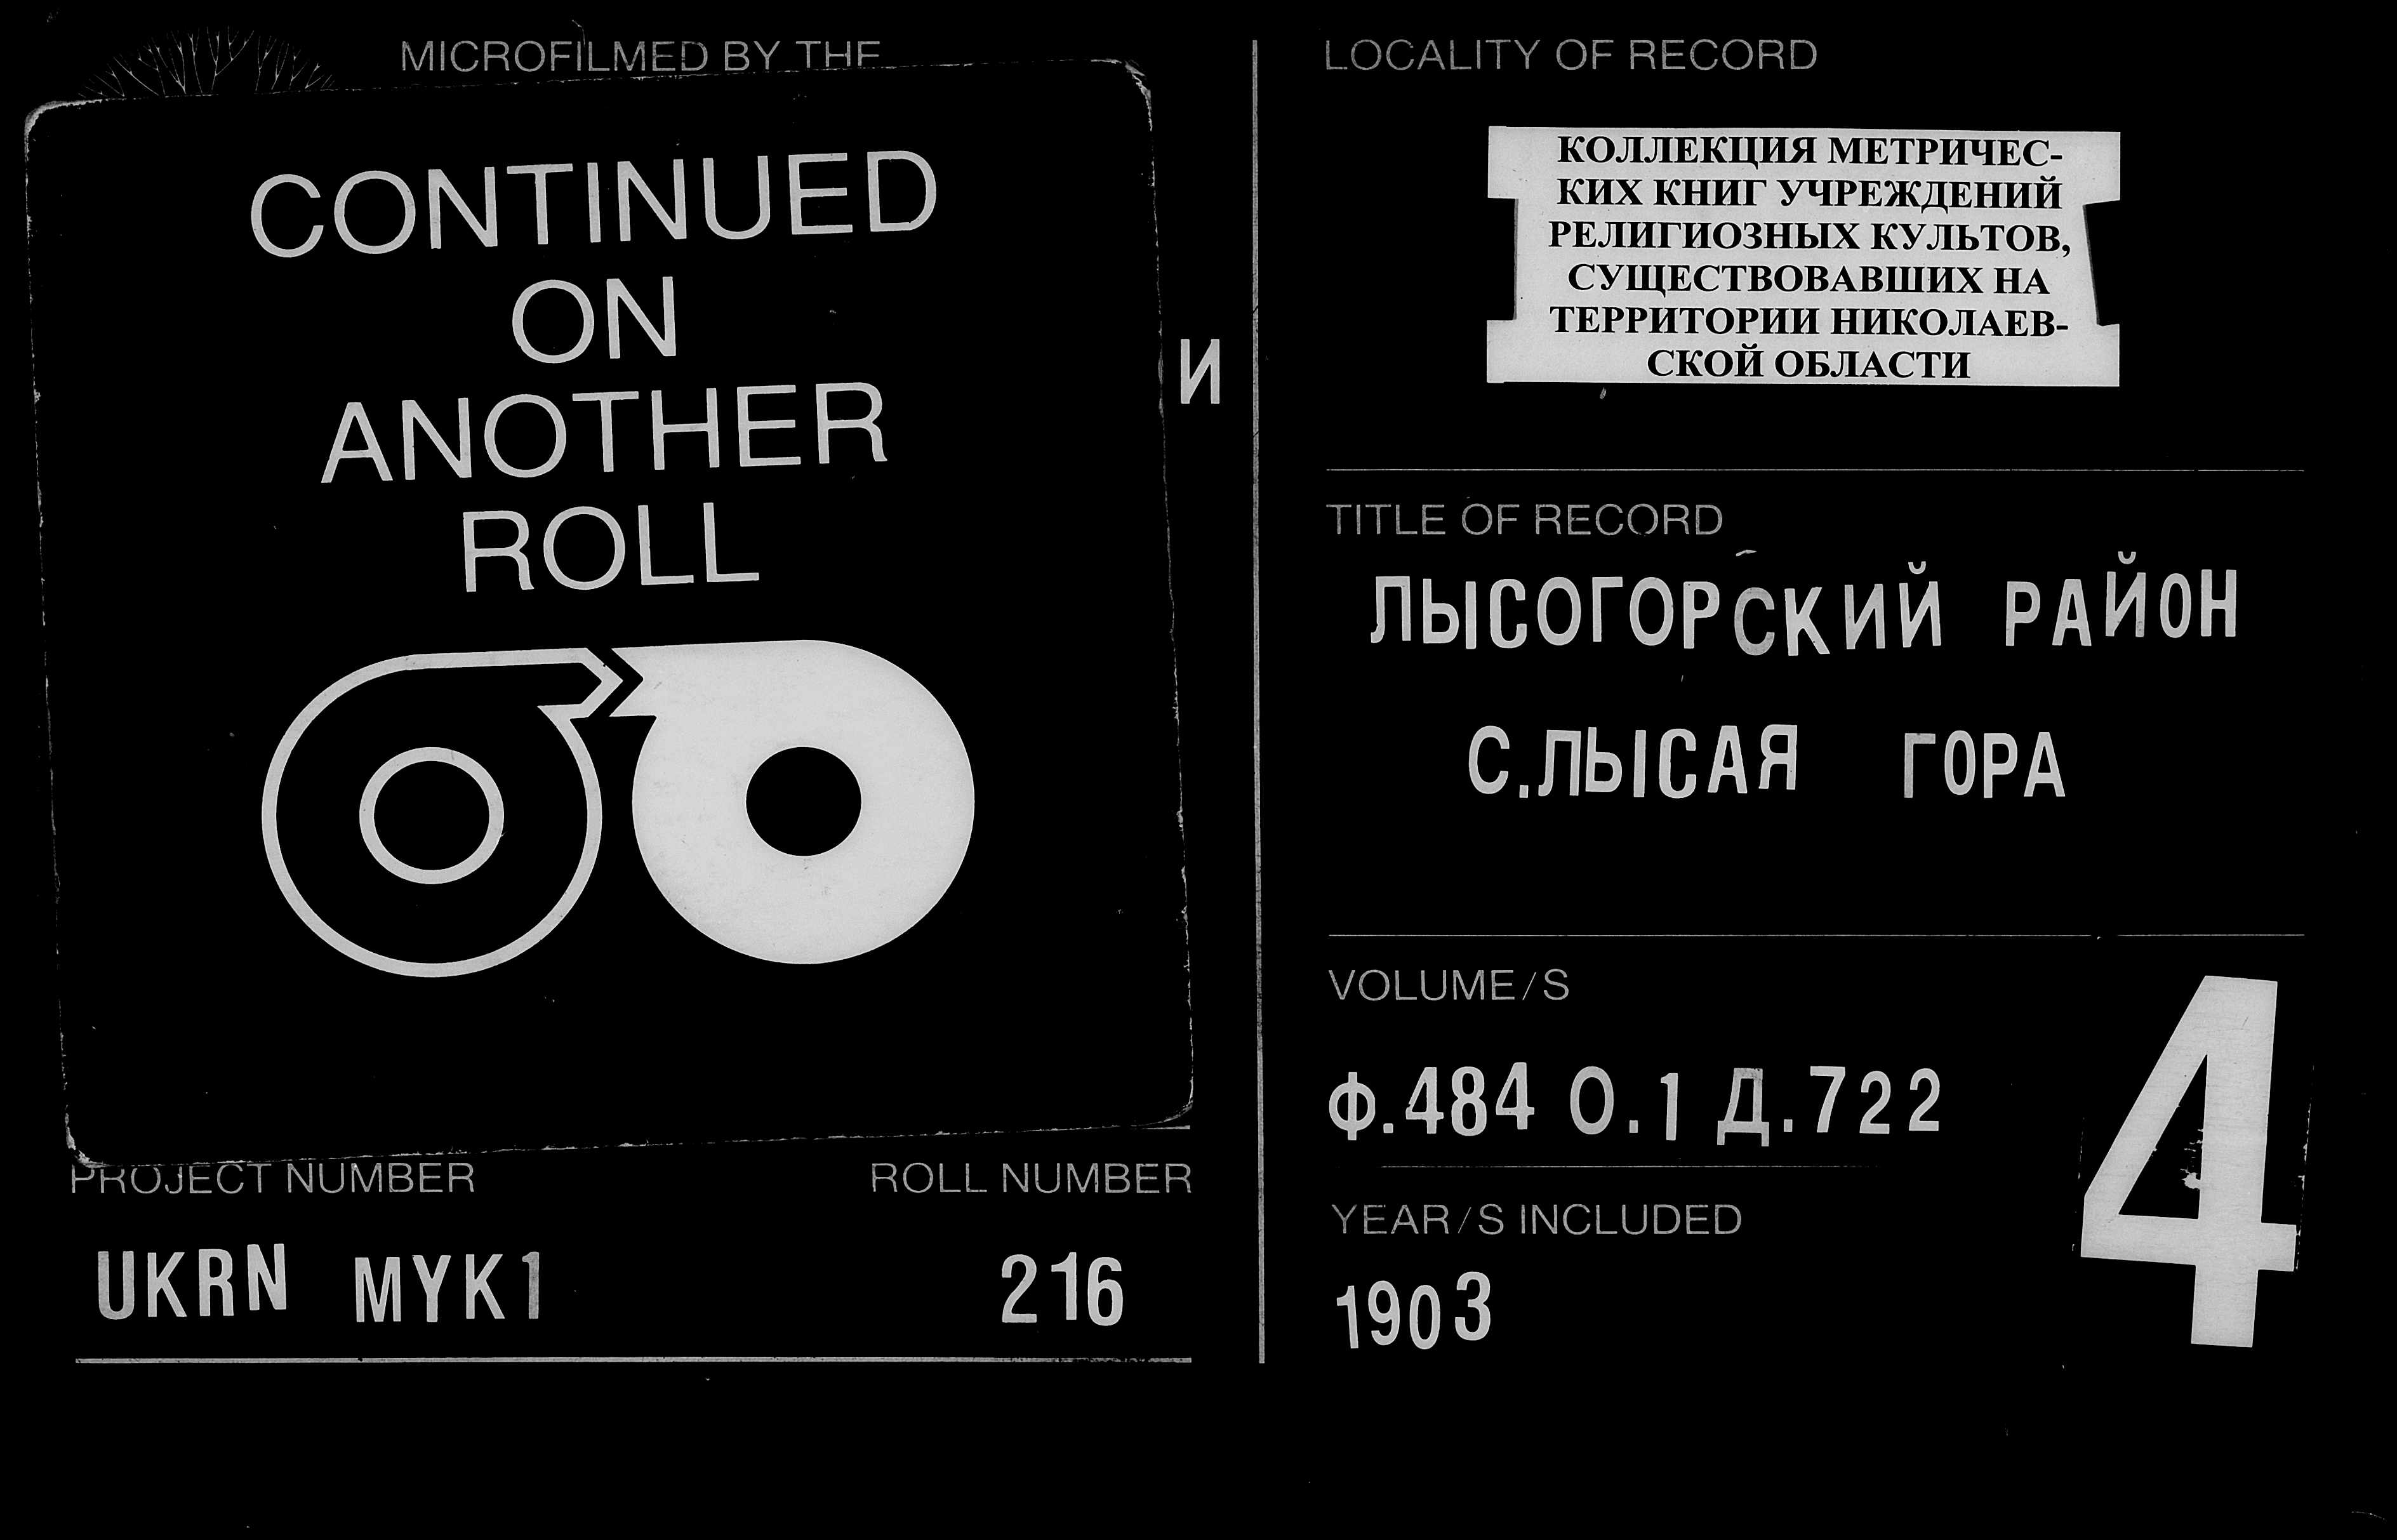 MICROFILMED BY THE
CONTINUED
ON
ANOTHER
ROLL
И
PROJECT NUMBER
ROLL NUMBER
UKRN MYK1
216
LOCALITY OF RECORD
КОЛЛЕКЦИЯ МЕТРИЧЕС-
КИХ КНИГ УЧРЕЖДЕНИЙ
РЕЛИГИОЗНЫХ КУЛЬТОВ,
СУЩЕСТВОВАВШИХ НА
ТЕРРИТОРИИ НИКОЛАЕВ-
СКОЙ ОБЛАСТИ
TITLE OF RECORD
ЛЫСОГОРСКИЙ РАЙОН
С.ЛЫСАЯ ГОРА
VOLUME/S
Ф.484 О.1 Д.722
YEAR/S INCLUDED
1903
4